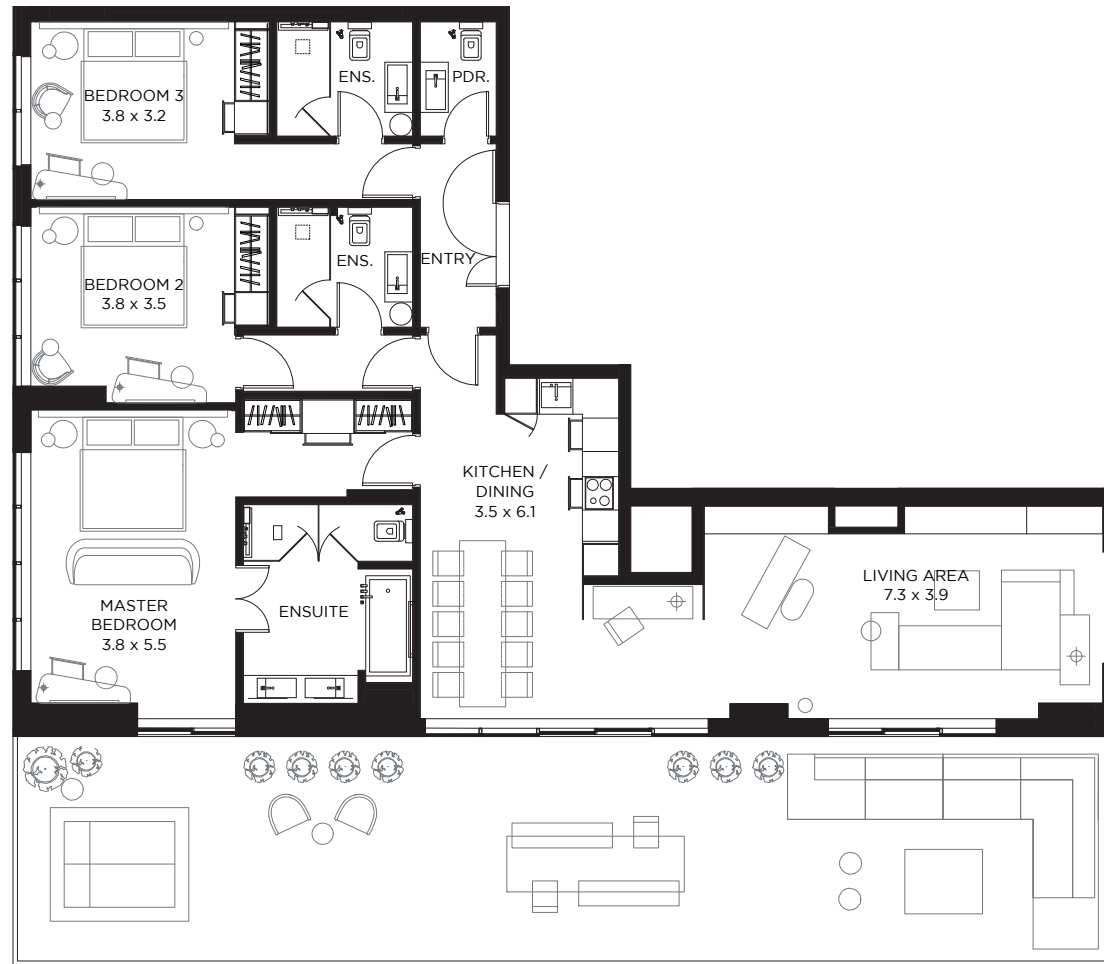 ENS.
PDR.
BEDROOM 3
3.8 x 3.2
ENS.
ENTRY
BEDROOM 2
3.8 x 3.5
KITCHEN /
DINING
3.5 x 6.1
LIVING AREA
7.3 x 3.9
MASTER
BEDROOM
3.8 x 5.5
ENSUITE